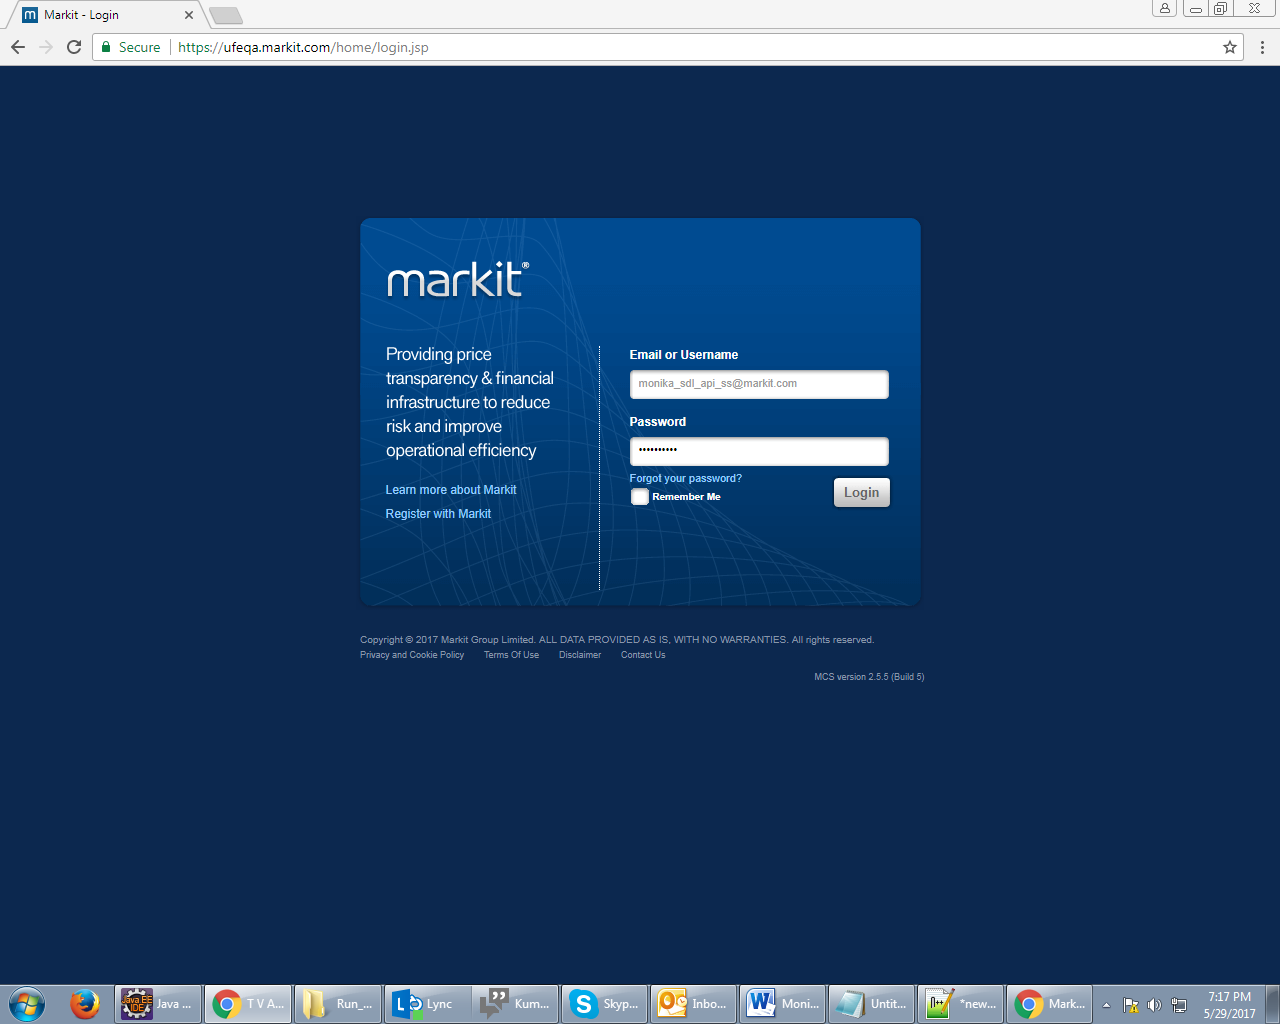 Markit - Login
Secure https://ufeqa.markit.com/home/login.jsp
markit®
Providing price
transparency & financial
infrastructure to reduce
risk and improve
operational efficiency
Learn more about Markit
Register with Markit
Email or Username
monika_sdl_api_ss@markit.com
Password
••••••••••
Forgot your password?
Remember Me
Login
Copyright © 2017 Markit Group Limited. ALL DATA PROVIDED AS IS, WITH NO WARRANTIES. All rights reserved.
Privacy and Cookie Policy Terms Of Use Disclaimer Contact Us
MCS version 2.5.5 (Build 5)
Java EE IDE Java ... T V A... Run_... Lync Kum... Skyp... Inbo... Moni... Untit... *new... Mark...
7:17 PM
5/29/2017